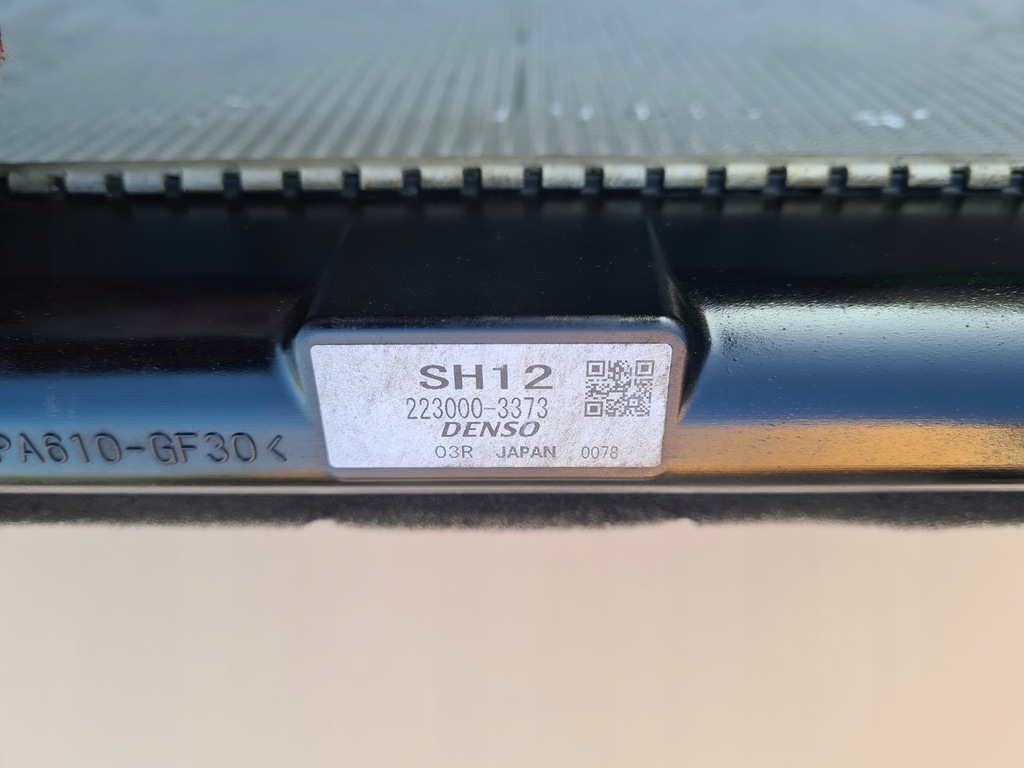 SH12
223000-3373
DENSO
03R JAPAN 0078
PA610-GF30<